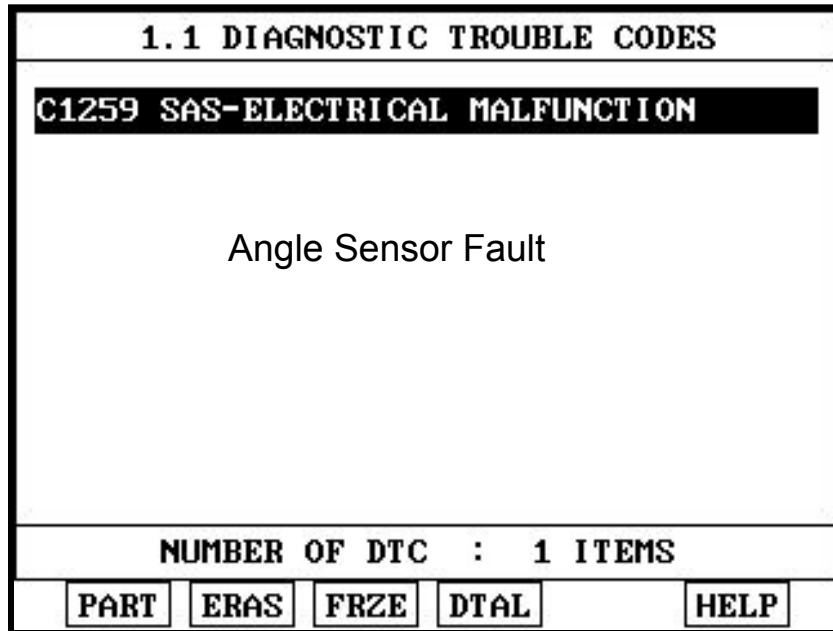 1.1 DIAGNOSTIC TROUBLE CODES
C1259 SAS-ELECTRICAL MALFUNCTION
Angle Sensor Fault
NUMBER OF DTC : 1 ITEMS
PART ERAS FRZE DTAL HELP